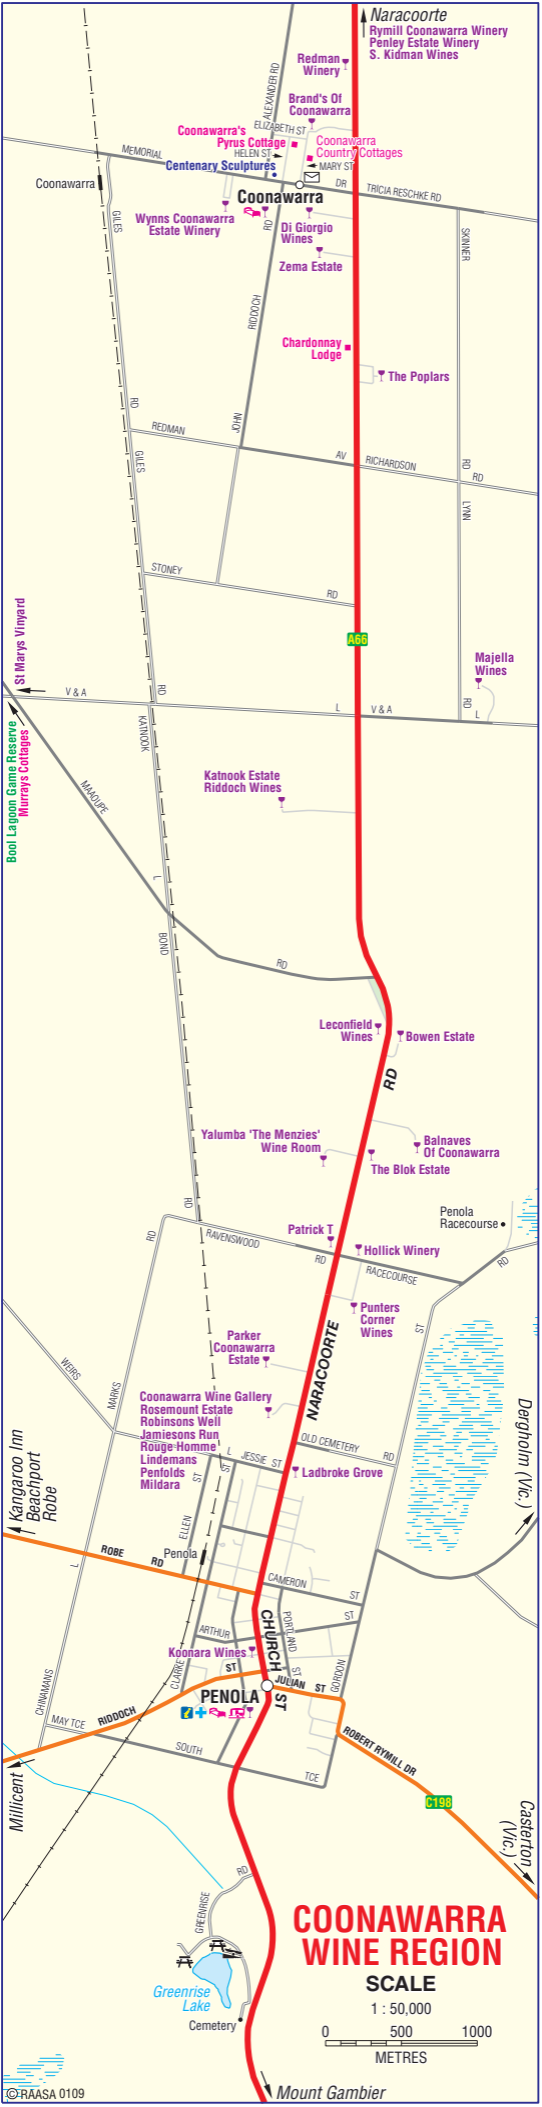 Naracoorte
Rymill Coonawarra Winery
Penley Estate Winery
S. Kidman Wines
Redman
Winery
ALEXANDER RD
Brand's Of
Coonawarra
ELIZABETH ST
Coonawarra's
Pyrus Cottage
Coonawarra
Country Cottages
HELEN ST
MARY ST
MEMORIAL
Centenary Sculptures
DR
TRICIA RESCHKE RD
Coonawarra
Coonawarra
Wynns Coonawarra
Estate Winery
GILES
RD
Di Giorgio
Wines
SKINNER
Zema Estate
RIDDOCH
Chardonnay
Lodge
The Poplars
RD
REDMAN
JOHN
AV
RICHARDSON
RD
RD
GILES
LYNN
STONEY
RD
A66
St Marys Vinyard
Majella
Wines
V & A
RD
L
V & A
RD
L
KATNOOK
Bool Lagoon Game Reserve
Murrays Cottages
Katnook Estate
Riddoch Wines
MAAOUPE
L
BOND
RD
Leconfield
Wines
Bowen Estate
RD
Yalumba 'The Menzies'
Wine Room
Balnaves
Of Coonawarra
The Blok Estate
RD
Penola
Racecourse
RD
RAVENSWOOD
Patrick T
Hollick Winery
RD
RACECOURSE
RD
ST
Punters
Corner
Wines
NARACOORTE
Parker
Coonawarra
Estate
WEIRS
MARKS
Coonawarra Wine Gallery
Rosemount Estate
Robinsons Well
Jamiesons Run
Rouge Homme
Lindemans
Penfolds
Mildara
OLD CEMETERY
RD
L
JESSIE ST
ST
ST
Ladbroke Grove
Dergholm (Vic.)
Kangaroo Inn
Beachport
Robe
ELLEN
ROBE
RD
Penola
L
CAMERON
ST
ARTHUR
CHURCH
ST
PORTLAND
ST
ST
Koonara Wines
CLARKE
ST
JULIAN ST
GORDON
PENOLA
CHINAMANS
MAY TCE
RIDDOCH
SOUTH
TCE
ROBERT RYMILL DR
Millicent
C198
Casterton
(Vic.)
RD
GREENRISE
Greenrise
Lake
Cemetery
COONAWARRA
WINE REGION
SCALE
1 : 50,000
0 500 1000
METRES
Mount Gambier
© RAASA 0109